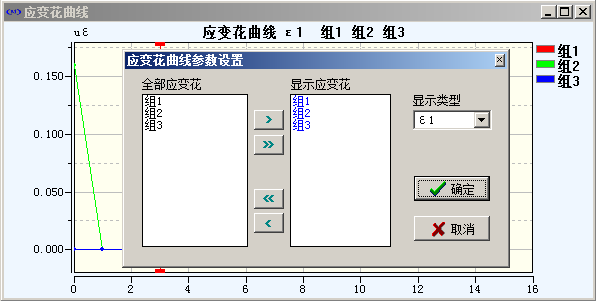 应变花曲线
uε
应变花曲线 ε1 组1 组2 组3
组1
组2
组3
0.150
0.100
0.050
0.000
0
2
4
6
8
10
12
14
16
应变花曲线参数设置
全部应变花
组1
组2
组3
>
>>
<<
<
显示应变花
组1
组2
组3
显示类型
ε1
确定
取消